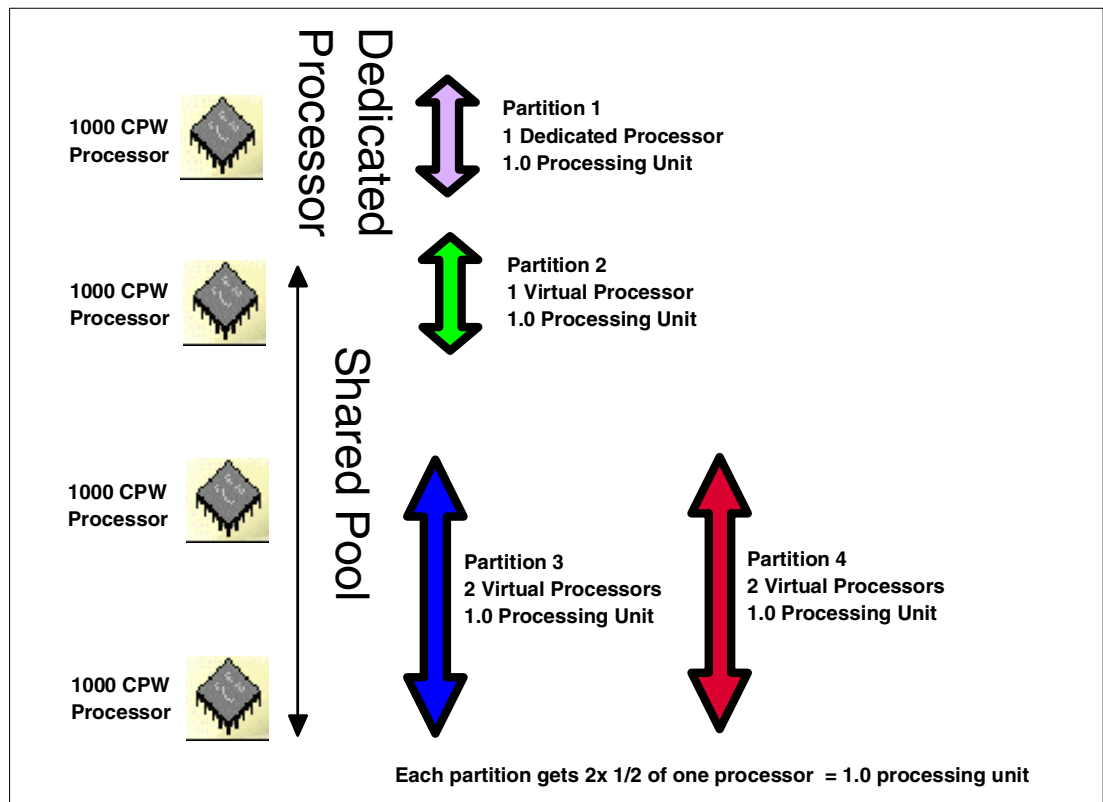 Dedicated
Processor
1000 CPW
Processor
Partition 1
1 Dedicated Processor
1.0 Processing Unit
1000 CPW
Processor
Partition 2
1 Virtual Processor
1.0 Processing Unit
Shared Pool
1000 CPW
Processor
Partition 3
2 Virtual Processors
1.0 Processing Unit
Partition 4
2 Virtual Processors
1.0 Processing Unit
1000 CPW
Processor
Each partition gets 2x 1/2 of one processor = 1.0 processing unit